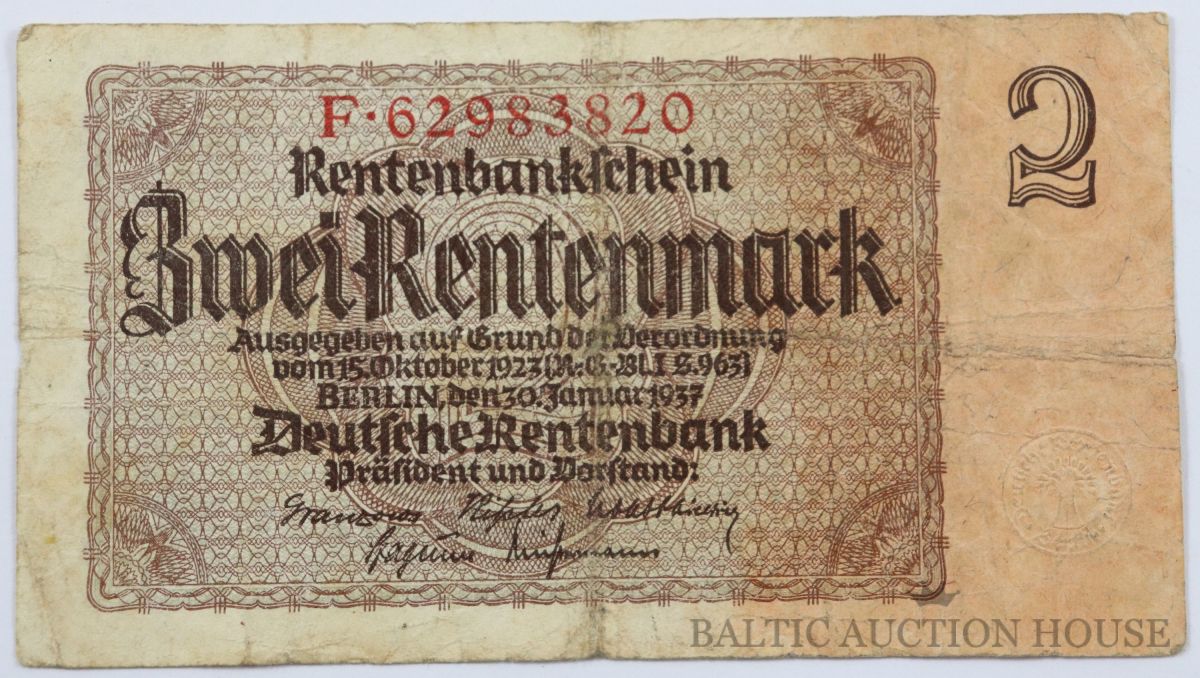 F·62983820
2
Rentenbankschein
Zwei Rentenmark
Ausgegeben auf Grund der Verordnung
vom 15. Oktober 1923 (R.-G.-Bl. I S. 963)
BERLIN, den 30. Januar 1937
Deutsche Rentenbank
Präsident und Vorstand:
BALTIC AUCTION HOUSE